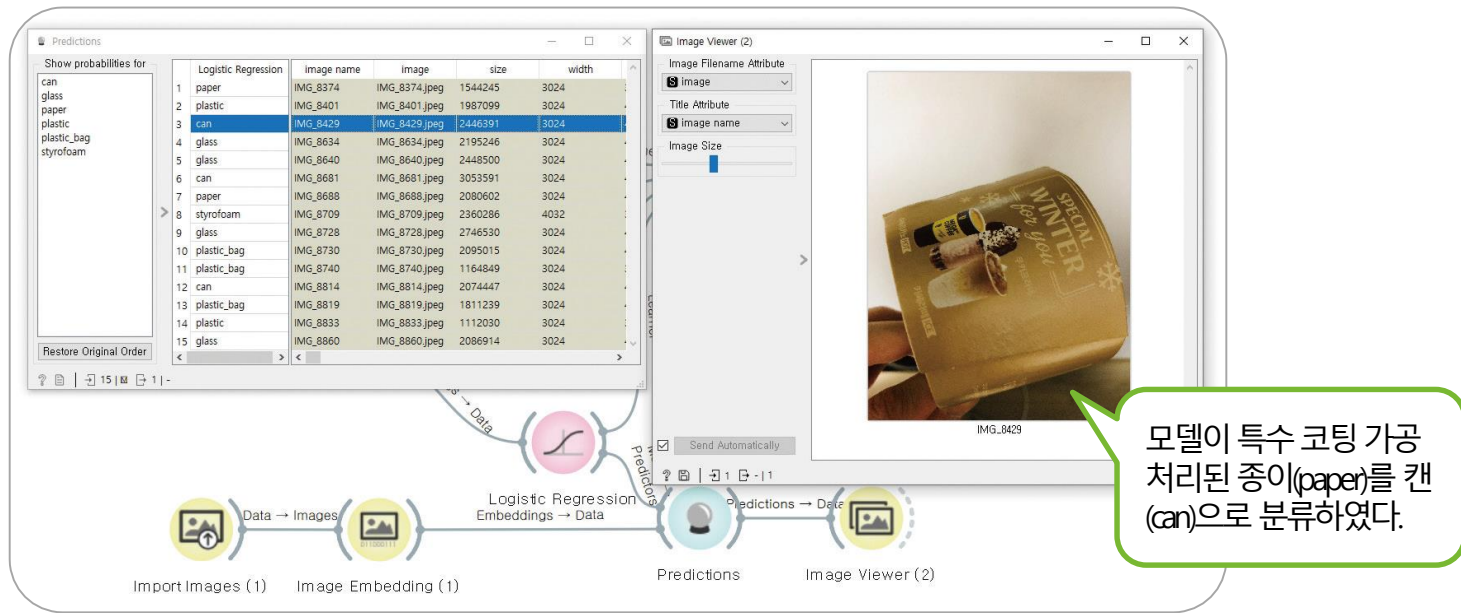 Predictions
Show probabilities for
can
glass
paper
plastic
plastic_bag
styrofoam
Restore Original Order
Logistic Regression image name image size width
1 paper IMG_8374 IMG_8374.jpeg 1544245 3024
2 plastic IMG_8401 IMG_8401.jpeg 1987099 3024
3 can IMG_8429 IMG_8429.jpeg 2446391 3024
4 glass IMG_8634 IMG_8634.jpeg 2195246 3024
5 glass IMG_8640 IMG_8640.jpeg 2448500 3024
6 can IMG_8681 IMG_8681.jpeg 3053591 3024
7 paper IMG_8688 IMG_8688.jpeg 2080602 3024
8 styrofoam IMG_8709 IMG_8709.jpeg 2360286 4032
9 glass IMG_8728 IMG_8728.jpeg 2746530 3024
10 plastic_bag IMG_8730 IMG_8730.jpeg 2095015 3024
11 plastic_bag IMG_8740 IMG_8740.jpeg 1164849 3024
12 can IMG_8814 IMG_8814.jpeg 2074447 3024
13 plastic_bag IMG_8819 IMG_8819.jpeg 1811239 3024
14 plastic IMG_8833 IMG_8833.jpeg 1112030 3024
15 glass IMG_8860 IMG_8860.jpeg 2086914 3024
? 15 | 1 | -
Image Viewer (2)
Image Filename Attribute
S image
Title Attribute
S image name
Image Size
Send Automatically
? 1 - | 1
SPECIAL
WINTER
for you
IMG_8429
모델이 특수 코팅 가공
처리된 종이(paper)를 캔
(can)으로 분류하였다.
→ Data
Logistic Regression
Predictors
Data → Images
Embeddings → Data
Predictions → Data
Import Images (1)
Image Embedding (1)
Predictions
Image Viewer (2)